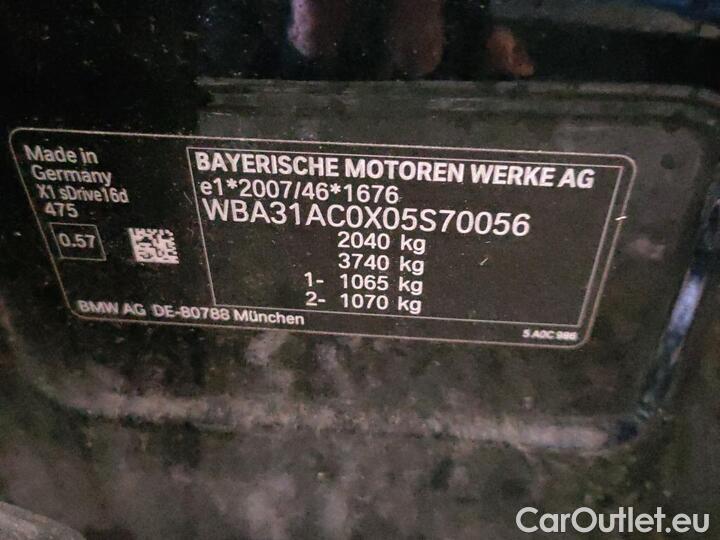 Made in
Germany
X1 sDrive16d
475
0.57
BAYERISCHE MOTOREN WERKE AG
e1*2007/46*1676
WBA31AC0X05S70056
2040 kg
3740 kg
1- 1065 kg
2- 1070 kg
BMW AG DE-80788 München
5 A0C 986
CarOutlet.eu